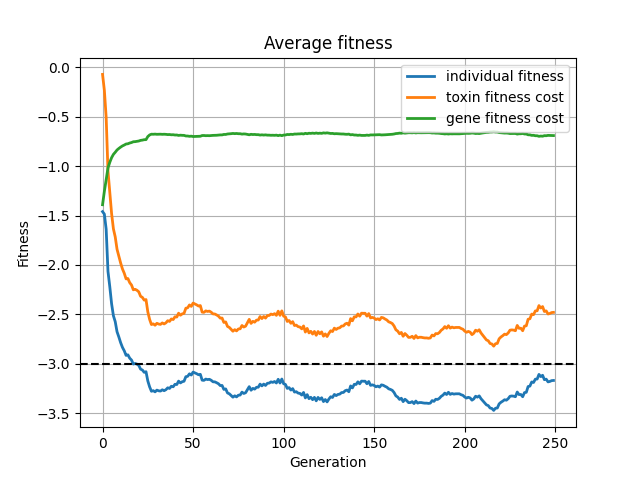 Average fitness
individual fitness
toxin fitness cost
gene fitness cost
Fitness
0.0
−0.5
−1.0
−1.5
−2.0
−2.5
−3.0
−3.5
0 50 100 150 200 250
Generation